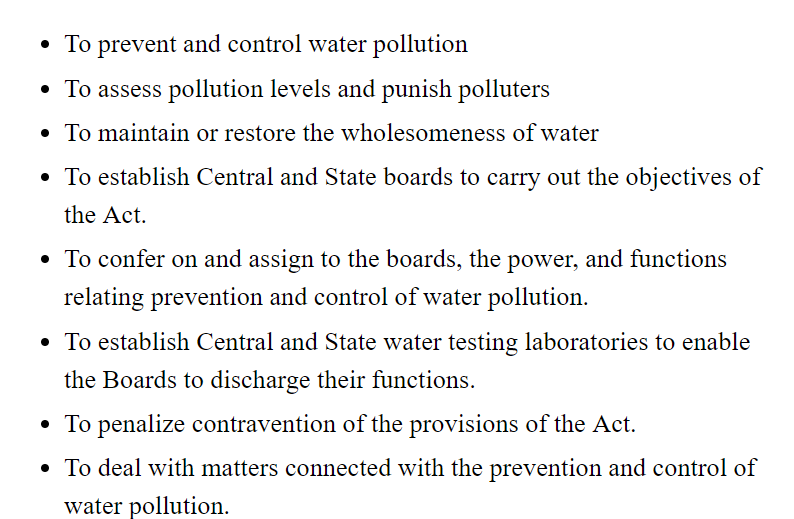 • To prevent and control water pollution
• To assess pollution levels and punish polluters
• To maintain or restore the wholesomeness of water
• To establish Central and State boards to carry out the objectives of
the Act.
• To confer on and assign to the boards, the power, and functions
relating prevention and control of water pollution.
• To establish Central and State water testing laboratories to enable
the Boards to discharge their functions.
• To penalize contravention of the provisions of the Act.
• To deal with matters connected with the prevention and control of
water pollution.